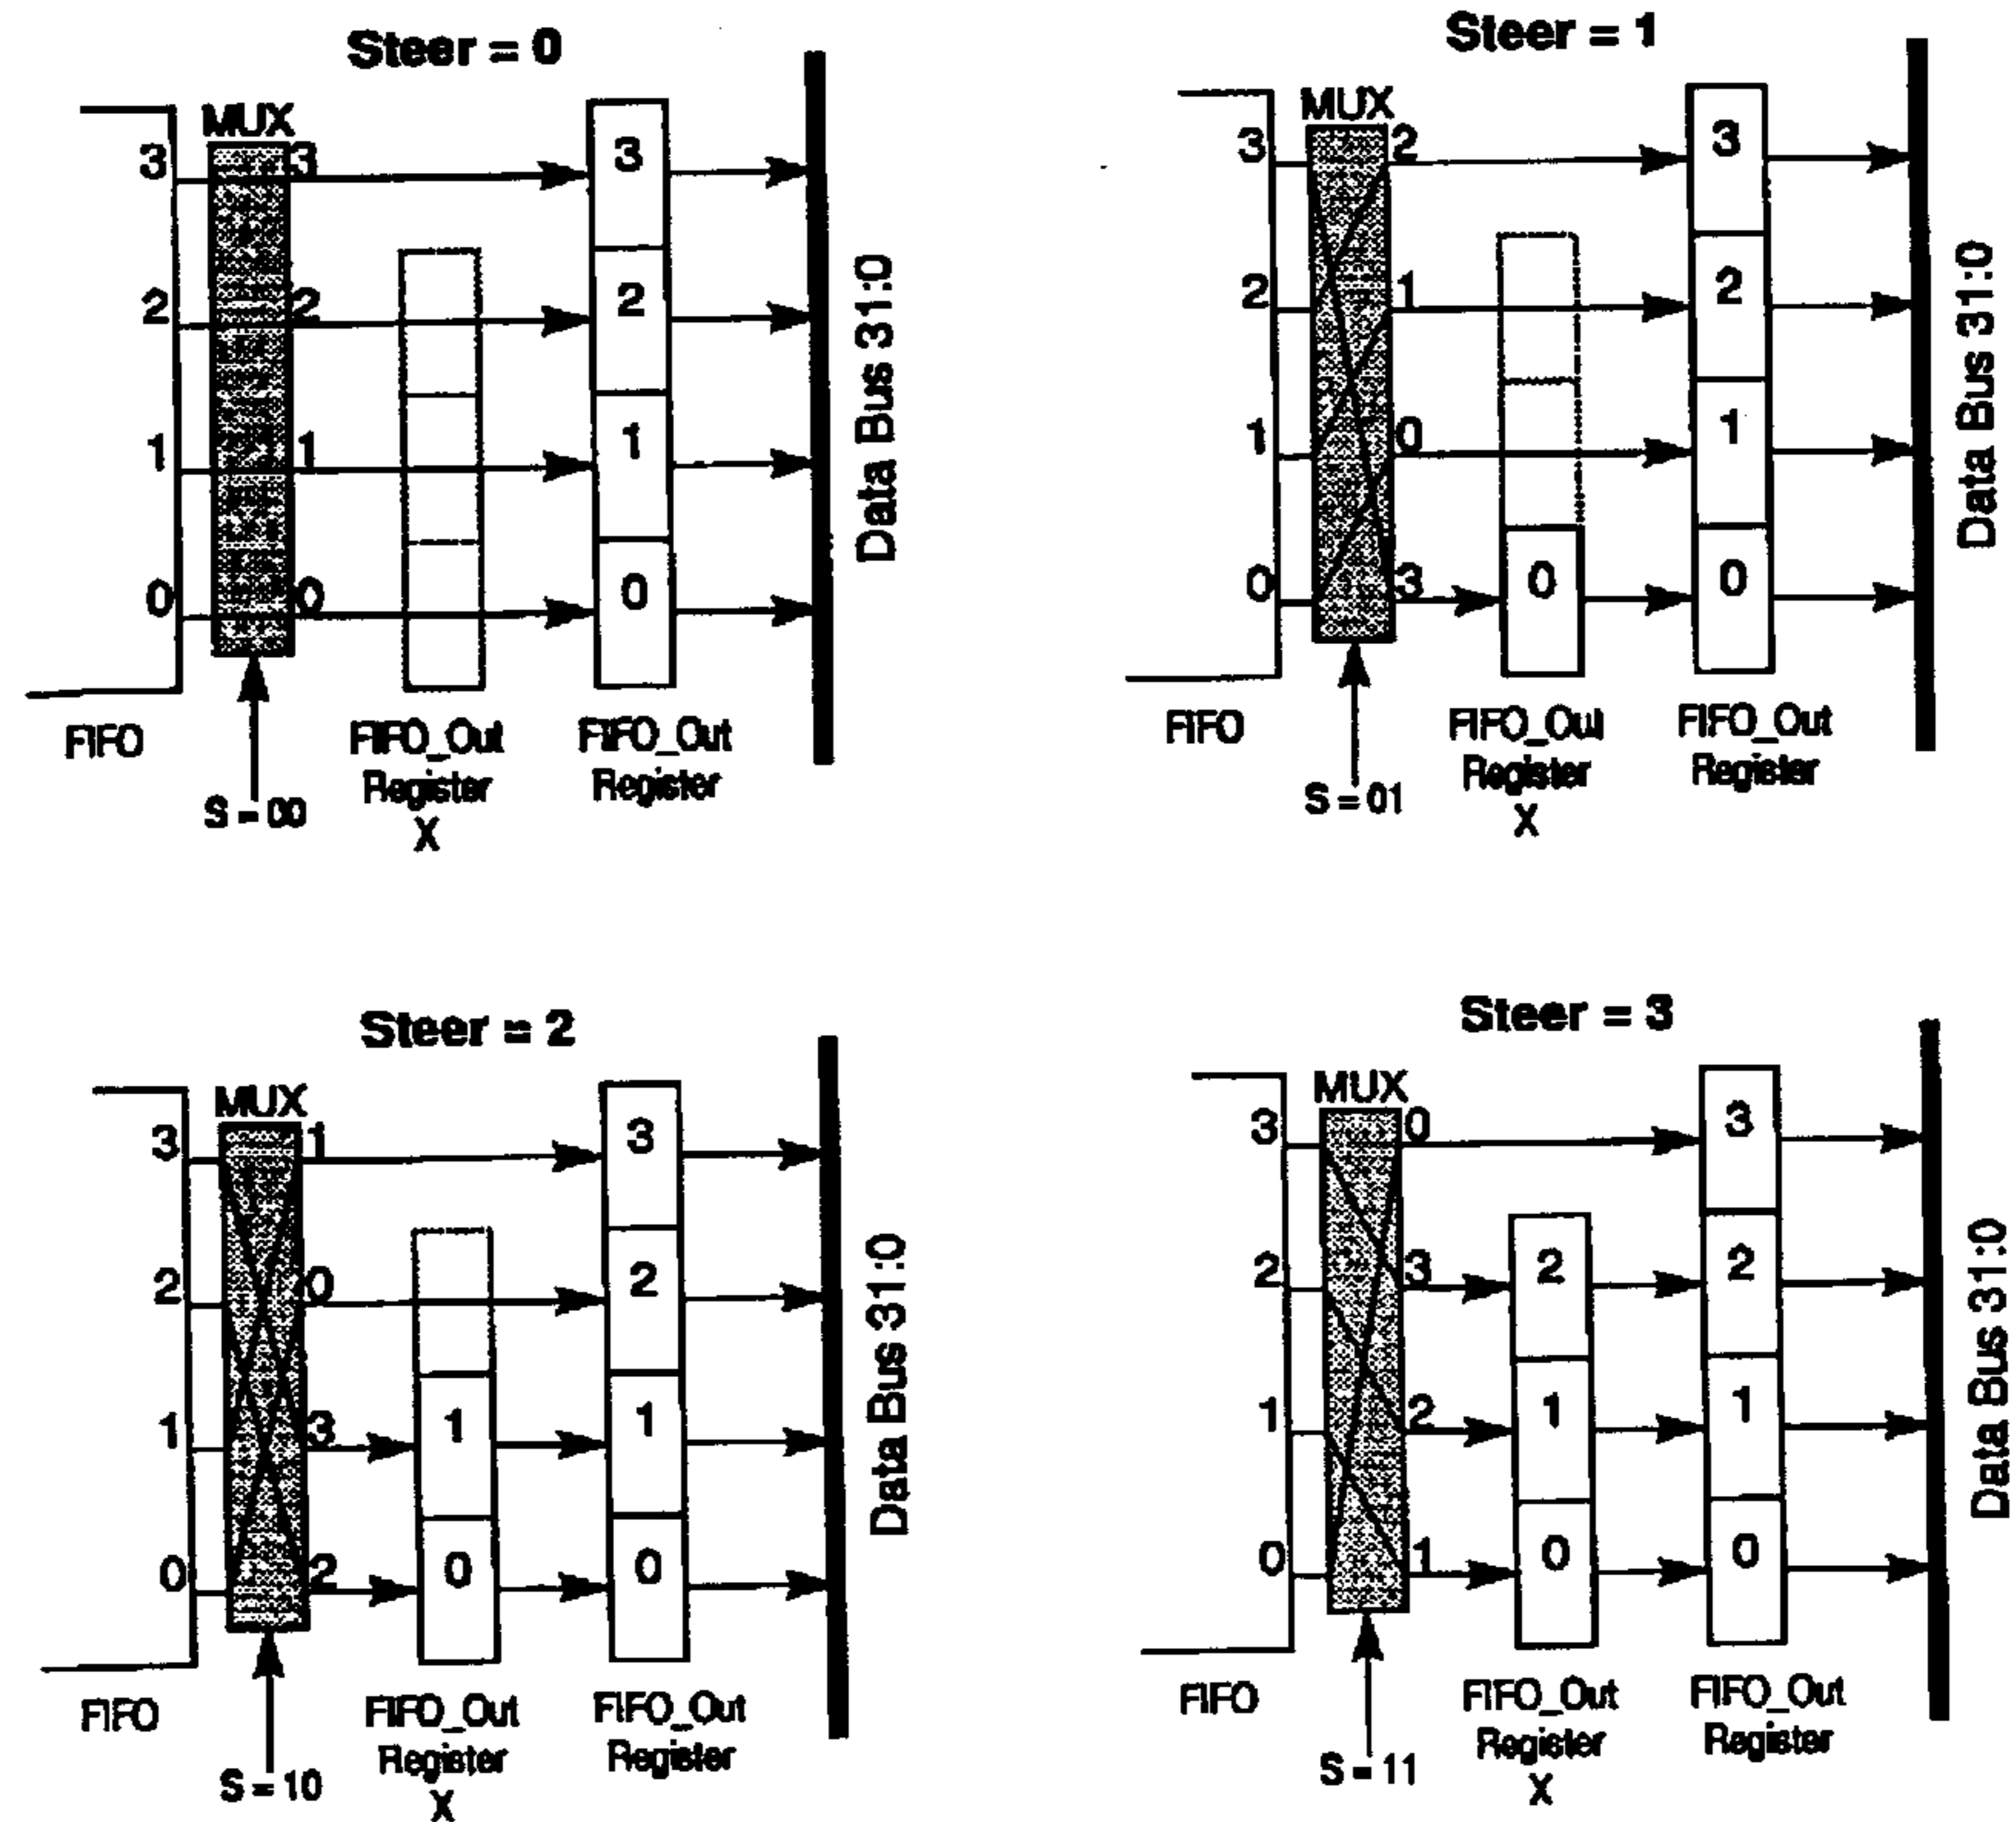 Steer = 0
MUX
3 3 3
2 2 2
1 1 1
0 0 0
Data Bus 31:0
FIFO
FIFO_Out
Register
X
FIFO_Out
Register
S = 00
Steer = 1
MUX
3 2 3
2 1 2
1 0 1
0 3 0 0
Data Bus 31:0
FIFO
FIFO_Out
Register
X
FIFO_Out
Register
S = 01
Steer = 2
MUX
3 1 3
2 0 2
1 3 1 1
0 2 0 0
Data Bus 31:0
FIFO
FIFO_Out
Register
X
FIFO_Out
Register
S = 10
Steer = 3
MUX
3 0 3
2 3 2 2
1 2 1 1
0 1 0 0
Data Bus 31:0
FIFO
FIFO_Out
Register
X
FIFO_Out
Register
S = 11